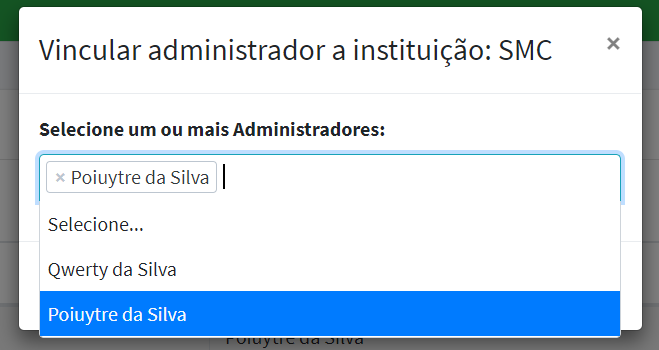 Vincular administrador a instituição: SMC
×
Selecione um ou mais Administradores:
× Poiuytre da Silva
Selecione...
Qwerty da Silva
Poiuytre da Silva
Poiuytre da Silva